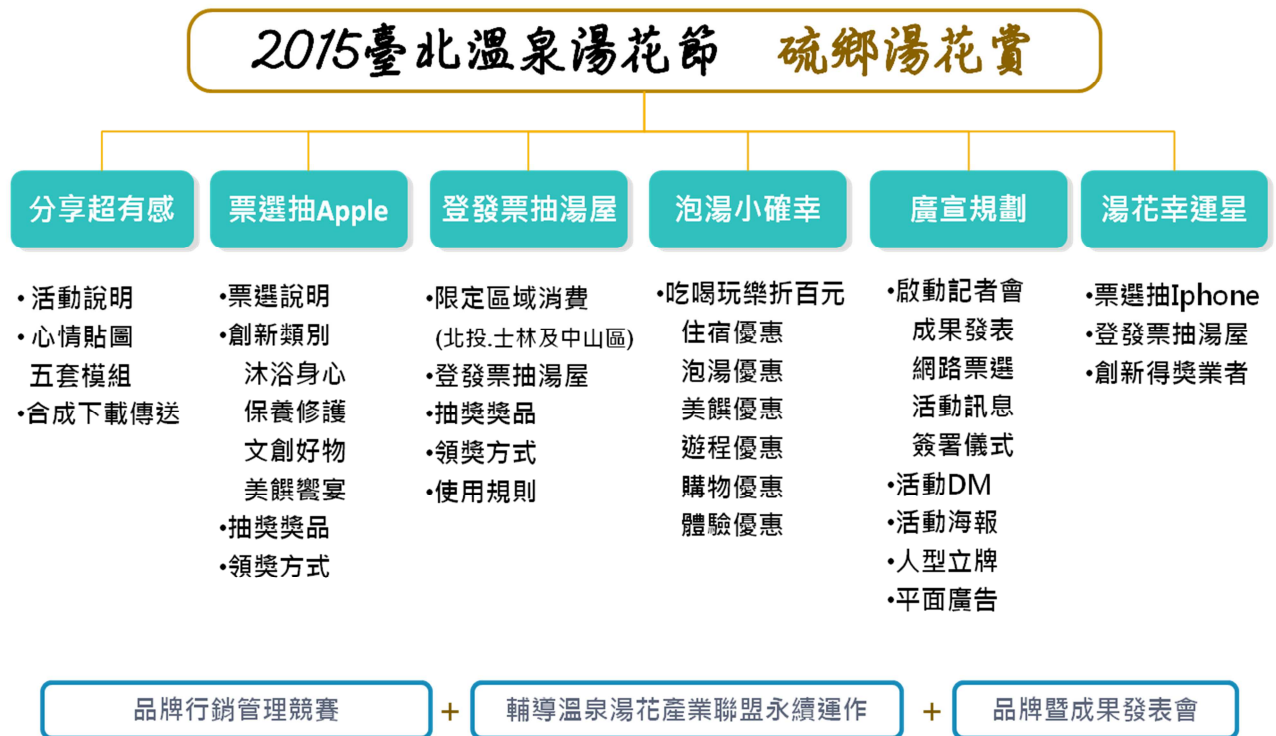 2015臺北溫泉湯花節 硫鄉湯花賞
分享超有感
•活動說明
•心情貼圖
五套模組
•合成下載傳送
票選抽Apple
•票選說明
•創新類別
沐浴身心
保養修護
文創好物
美饌饗宴
•抽獎獎品
•領獎方式
登發票抽湯屋
•限定區域消費
(北投.士林及中山區)
•登發票抽湯屋
•抽獎獎品
•領獎方式
•使用規則
泡湯小確幸
•吃喝玩樂折百元
住宿優惠
泡湯優惠
美饌優惠
遊程優惠
購物優惠
體驗優惠
廣宣規劃
•啟動記者會
成果發表
網路票選
活動訊息
簽署儀式
•活動DM
•活動海報
•人型立牌
•平面廣告
湯花幸運星
•票選抽Iphone
•登發票抽湯屋
•創新得獎業者
品牌行銷管理競賽 + 輔導溫泉湯花產業聯盟永續運作 + 品牌暨成果發表會